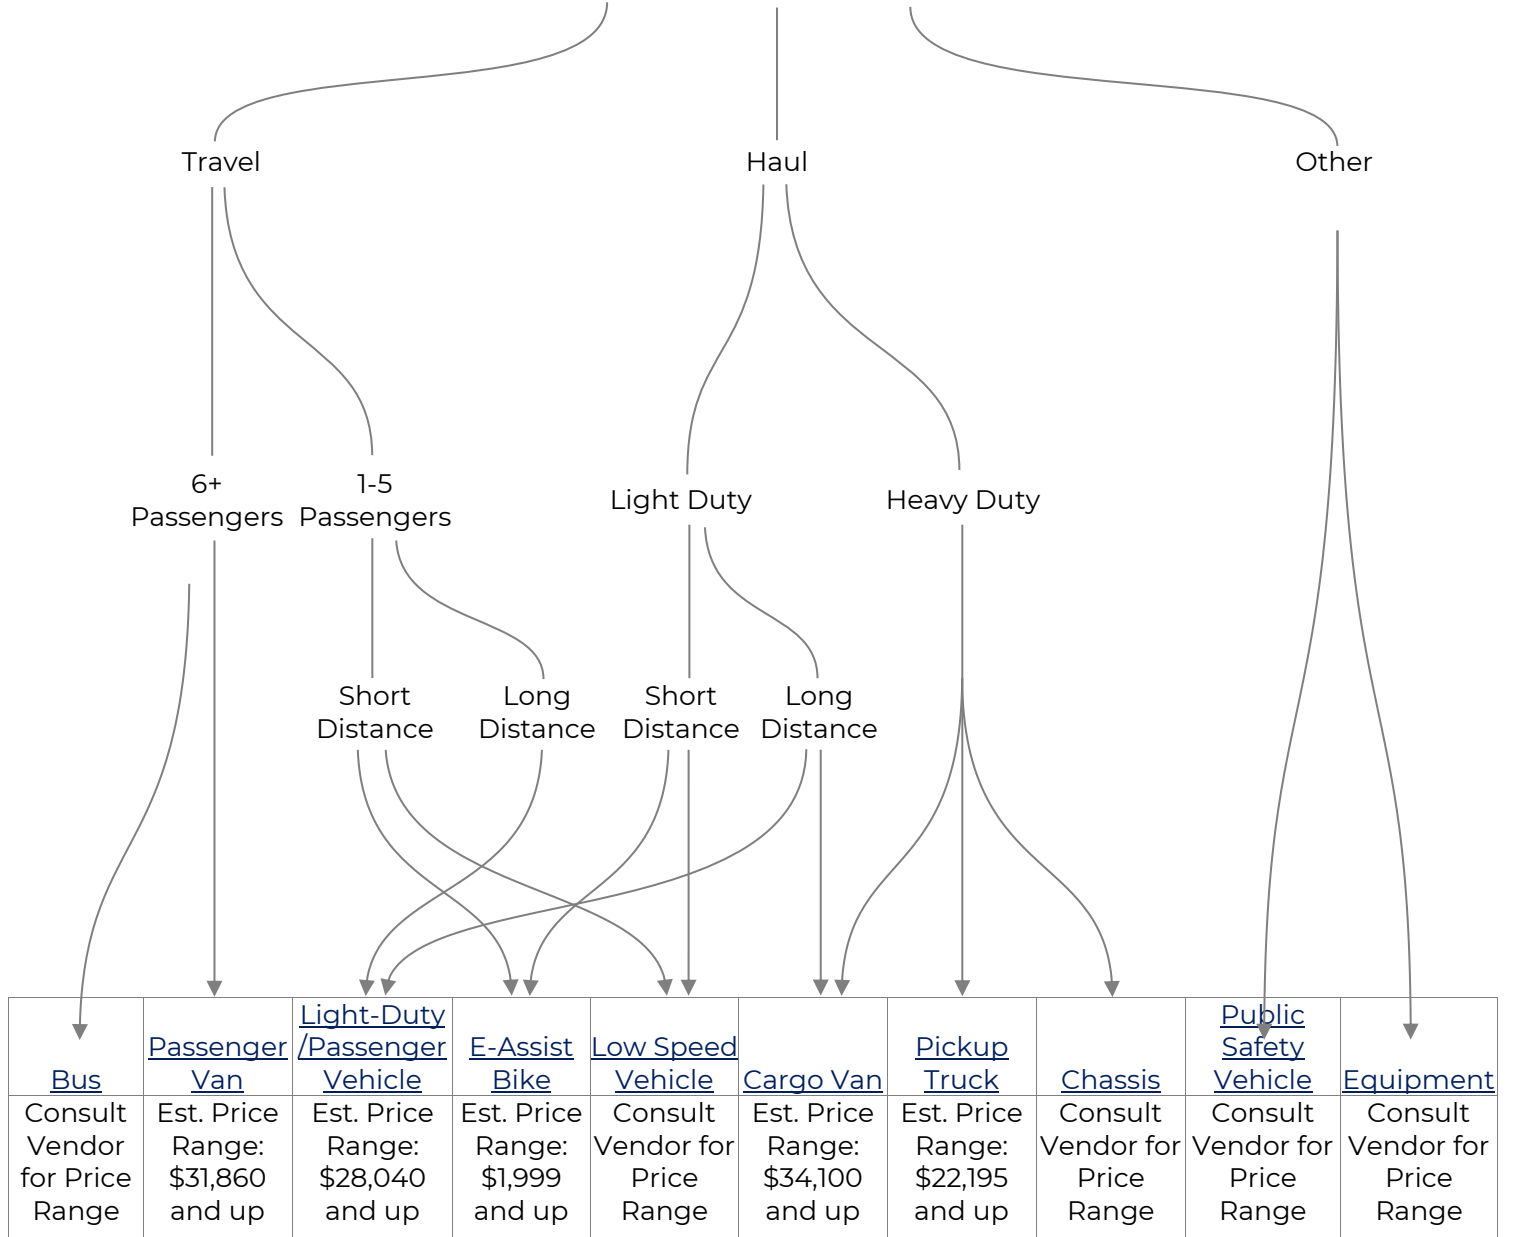 Travel
Haul
Other
6+
Passengers
1-5
Passengers
Light Duty
Heavy Duty
Short
Distance
Long
Distance
Short
Distance
Long
Distance
Bus
Passenger
Van
Light-Duty
/Passenger
Vehicle
E-Assist
Bike
Low Speed
Vehicle
Cargo Van
Pickup
Truck
Chassis
Public
Safety
Vehicle
Equipment
Consult
Vendor
for Price
Range
Est. Price
Range:
$31,860
and up
Est. Price
Range:
$28,040
and up
Est. Price
Range:
$1,999
and up
Consult
Vendor for
Price
Range
Est. Price
Range:
$34,100
and up
Est. Price
Range:
$22,195
and up
Consult
Vendor for
Price
Range
Consult
Vendor for
Price
Range
Consult
Vendor for
Price
Range